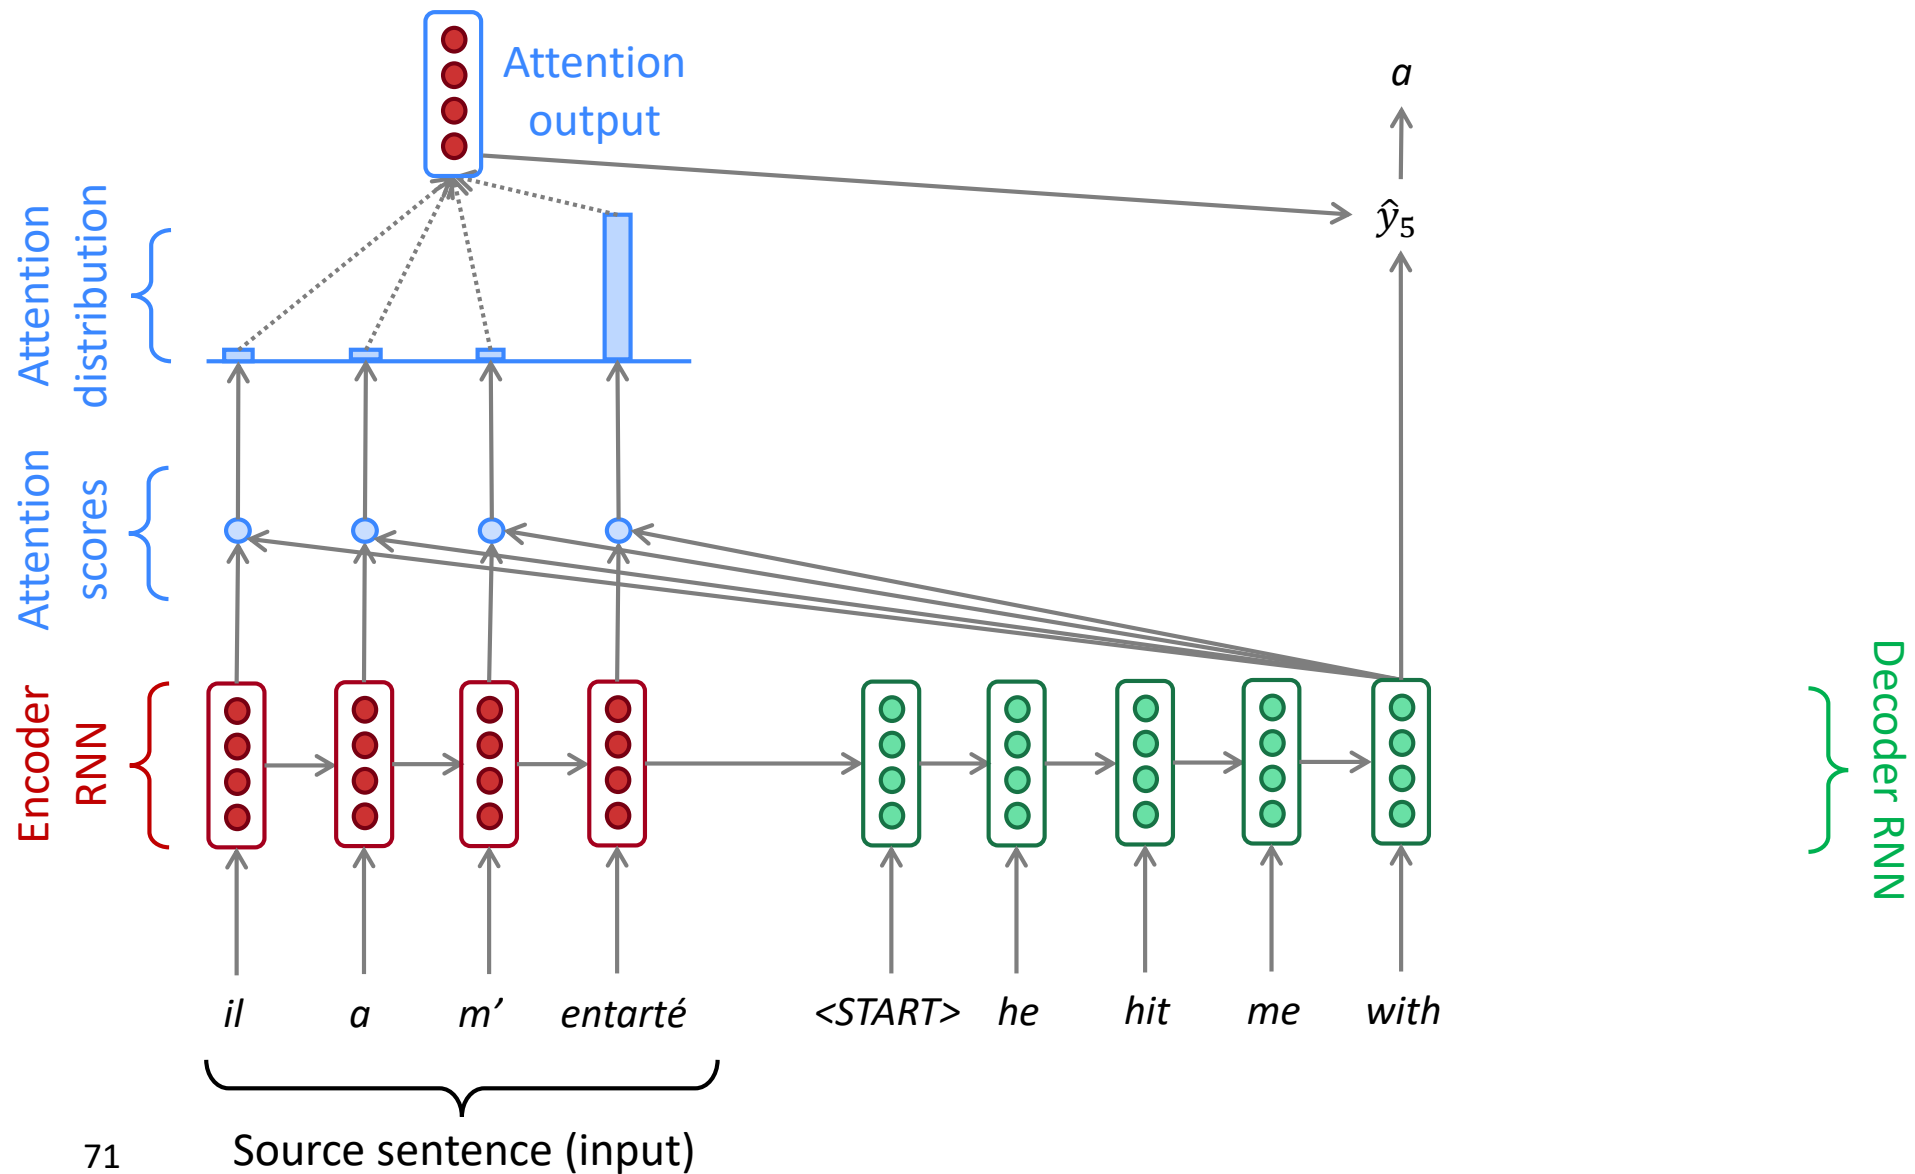 Attention
output
a
Attention
distribution
ŷ₅
Attention
scores
Encoder
RNN
Decoder RNN
il a m’ entarté <START> he hit me with
Source sentence (input)
71